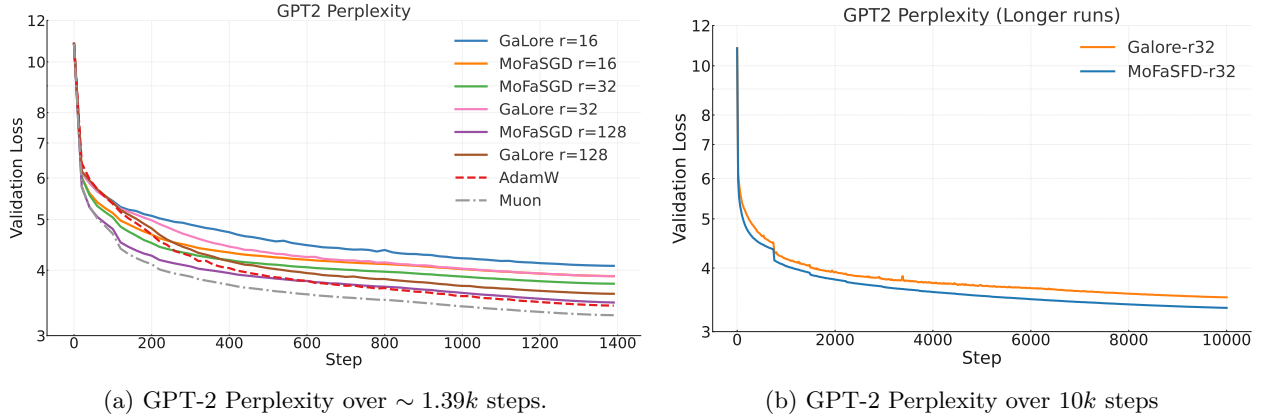 GPT2 Perplexity
12
10
8
7
6
5
4
3
Validation Loss
0 200 400 600 800 1000 1200 1400
Step
GaLore r=16
MoFaSGD r=16
MoFaSGD r=32
GaLore r=32
MoFaSGD r=128
GaLore r=128
AdamW
Muon
(a) GPT-2 Perplexity over ∼ 1.39k steps.
GPT2 Perplexity (Longer runs)
12
10
8
6
5
4
3
Validation Loss
0 2000 4000 6000 8000 10000
Step
Galore-r32
MoFaSFD-r32
(b) GPT-2 Perplexity over 10k steps